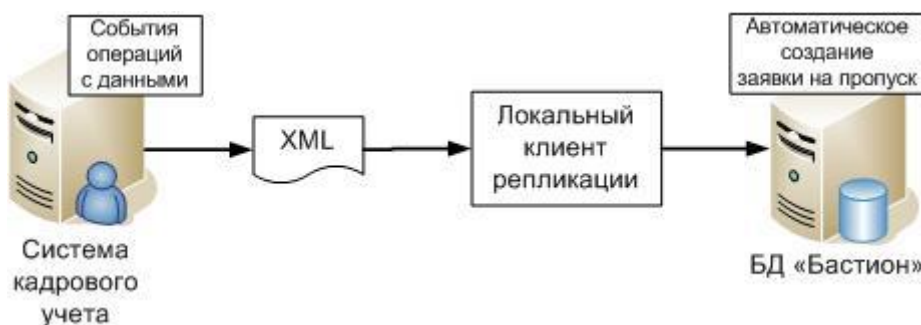 События
операций
с данными
Система
кадрового
учета
XML
Локальный
клиент
репликации
Автоматическое
создание
заявки на пропуск
БД «Бастион»